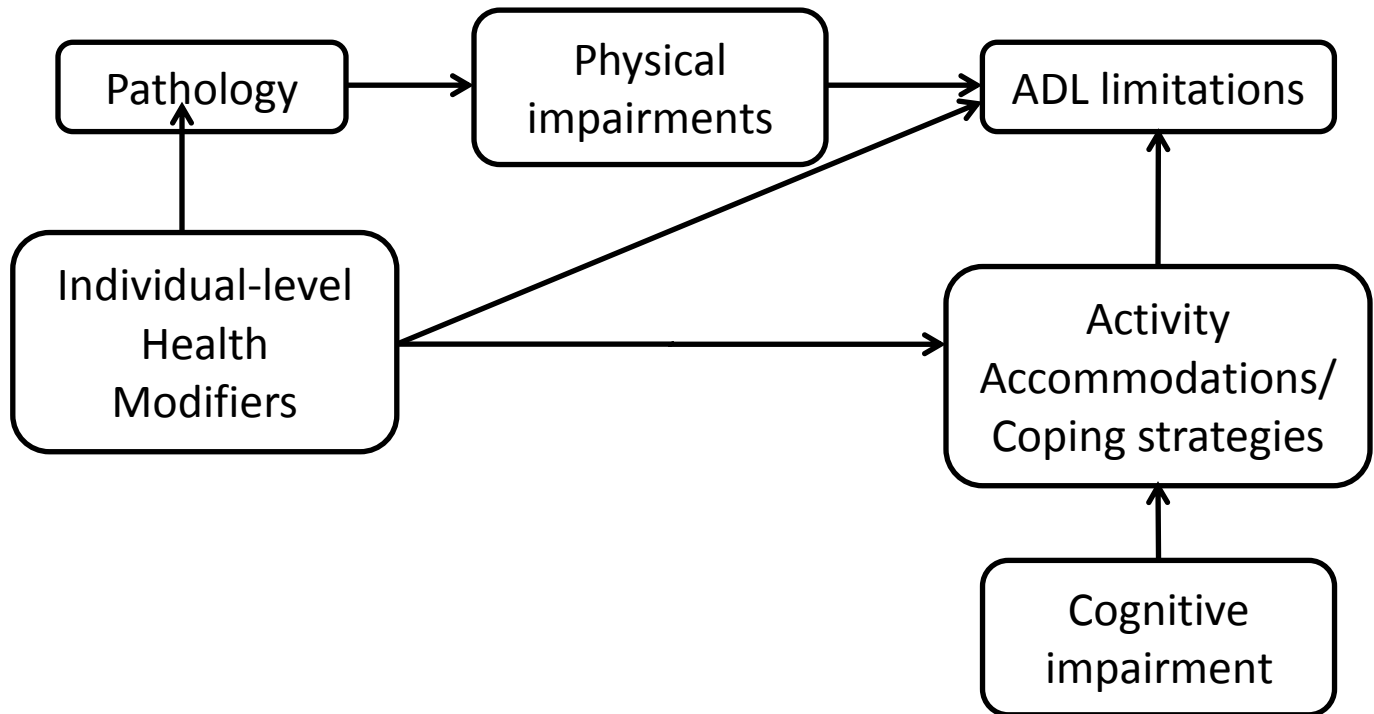 Pathology
Physical
impairments
ADL limitations
Individual-level
Health
Modifiers
Activity
Accommodations/
Coping strategies
Cognitive
impairment